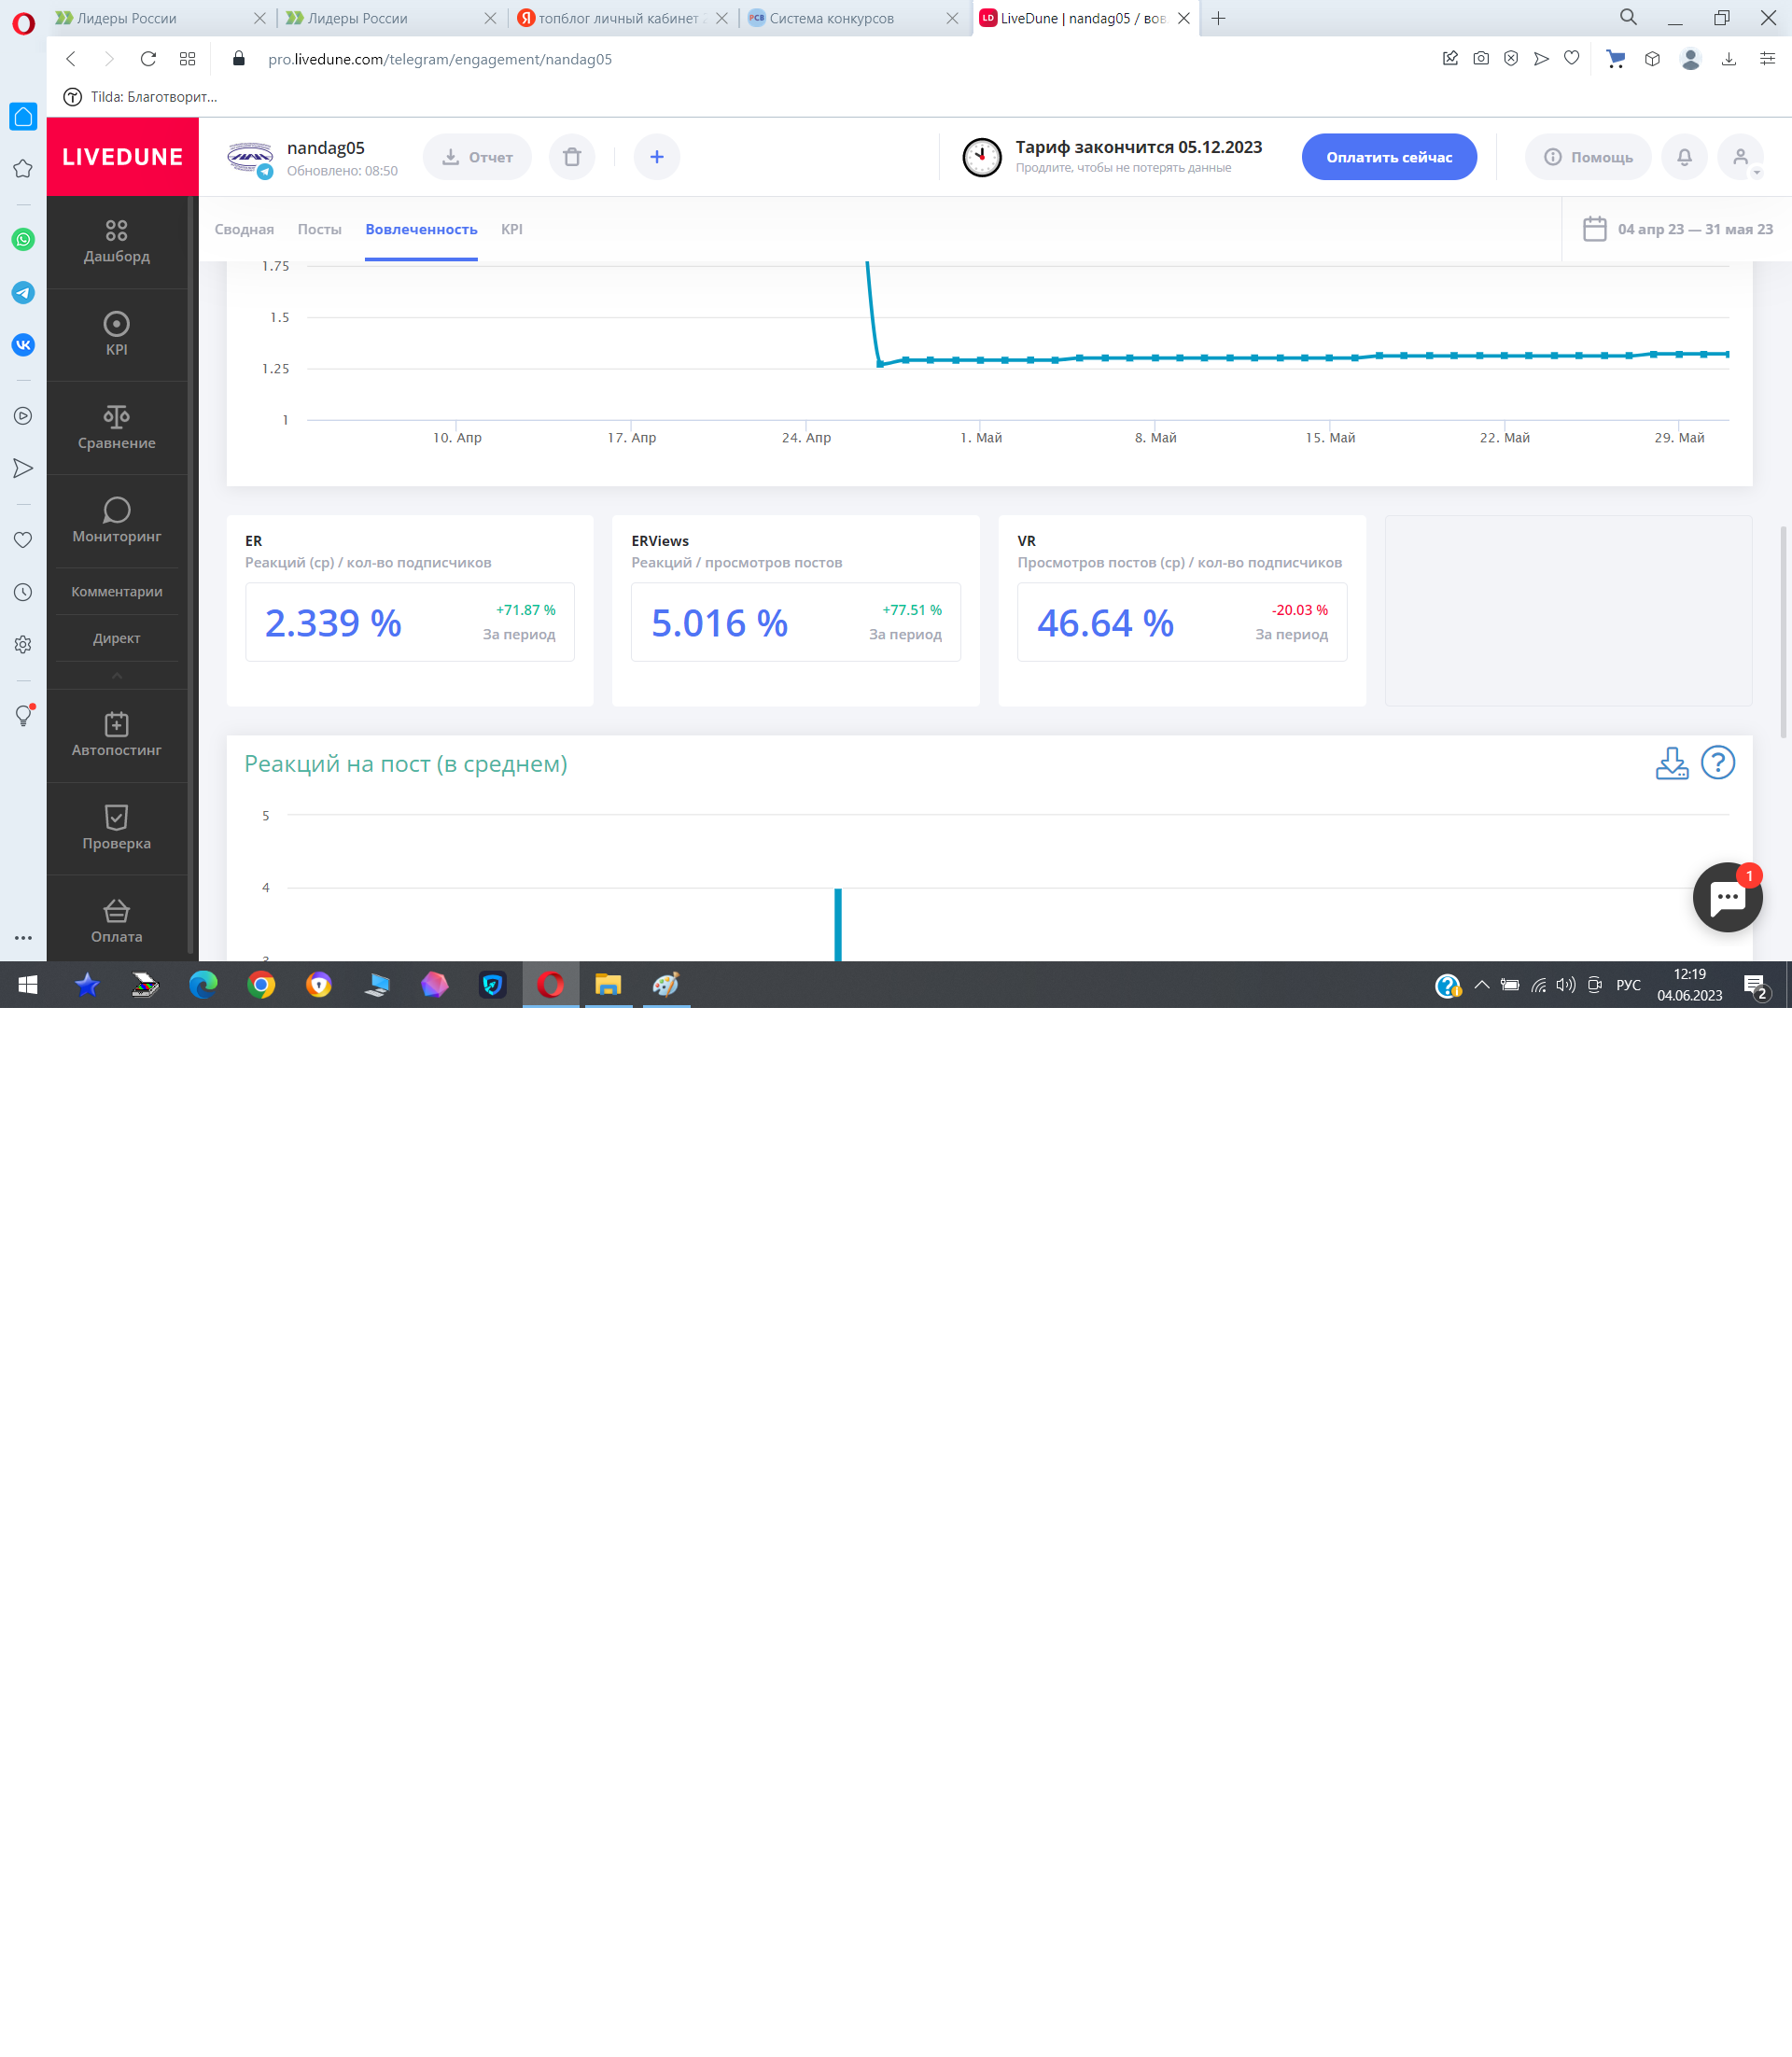 Лидеры России
Лидеры России
топблог личный кабинет
Система конкурсов
LiveDune | nandag05 / вов
pro.livedune.com/telegram/engagement/nandag05
Tilda: Благотворит...
LIVEDUNE
nandag05
Обновлено: 08:50
Отчет
Тариф закончится 05.12.2023
Продлите, чтобы не потерять данные
Оплатить сейчас
Помощь
Сводная Посты Вовлеченность KPI
04 апр 23 — 31 мая 23
Дашборд
KPI
Сравнение
Мониторинг
Комментарии
Директ
Автопостинг
Проверка
Оплата
1.75
1.5
1.25
1
10. Апр 17. Апр 24. Апр 1. Май 8. Май 15. Май 22. Май 29. Май
ER
Реакций (ср) / кол-во подписчиков
2.339 %
+71.87 %
За период
ERViews
Реакций / просмотров постов
5.016 %
+77.51 %
За период
VR
Просмотров постов (ср) / кол-во подписчиков
46.64 %
-20.03 %
За период
Реакций на пост (в среднем)
5
4
3
1
РУС
12:19
04.06.2023
2